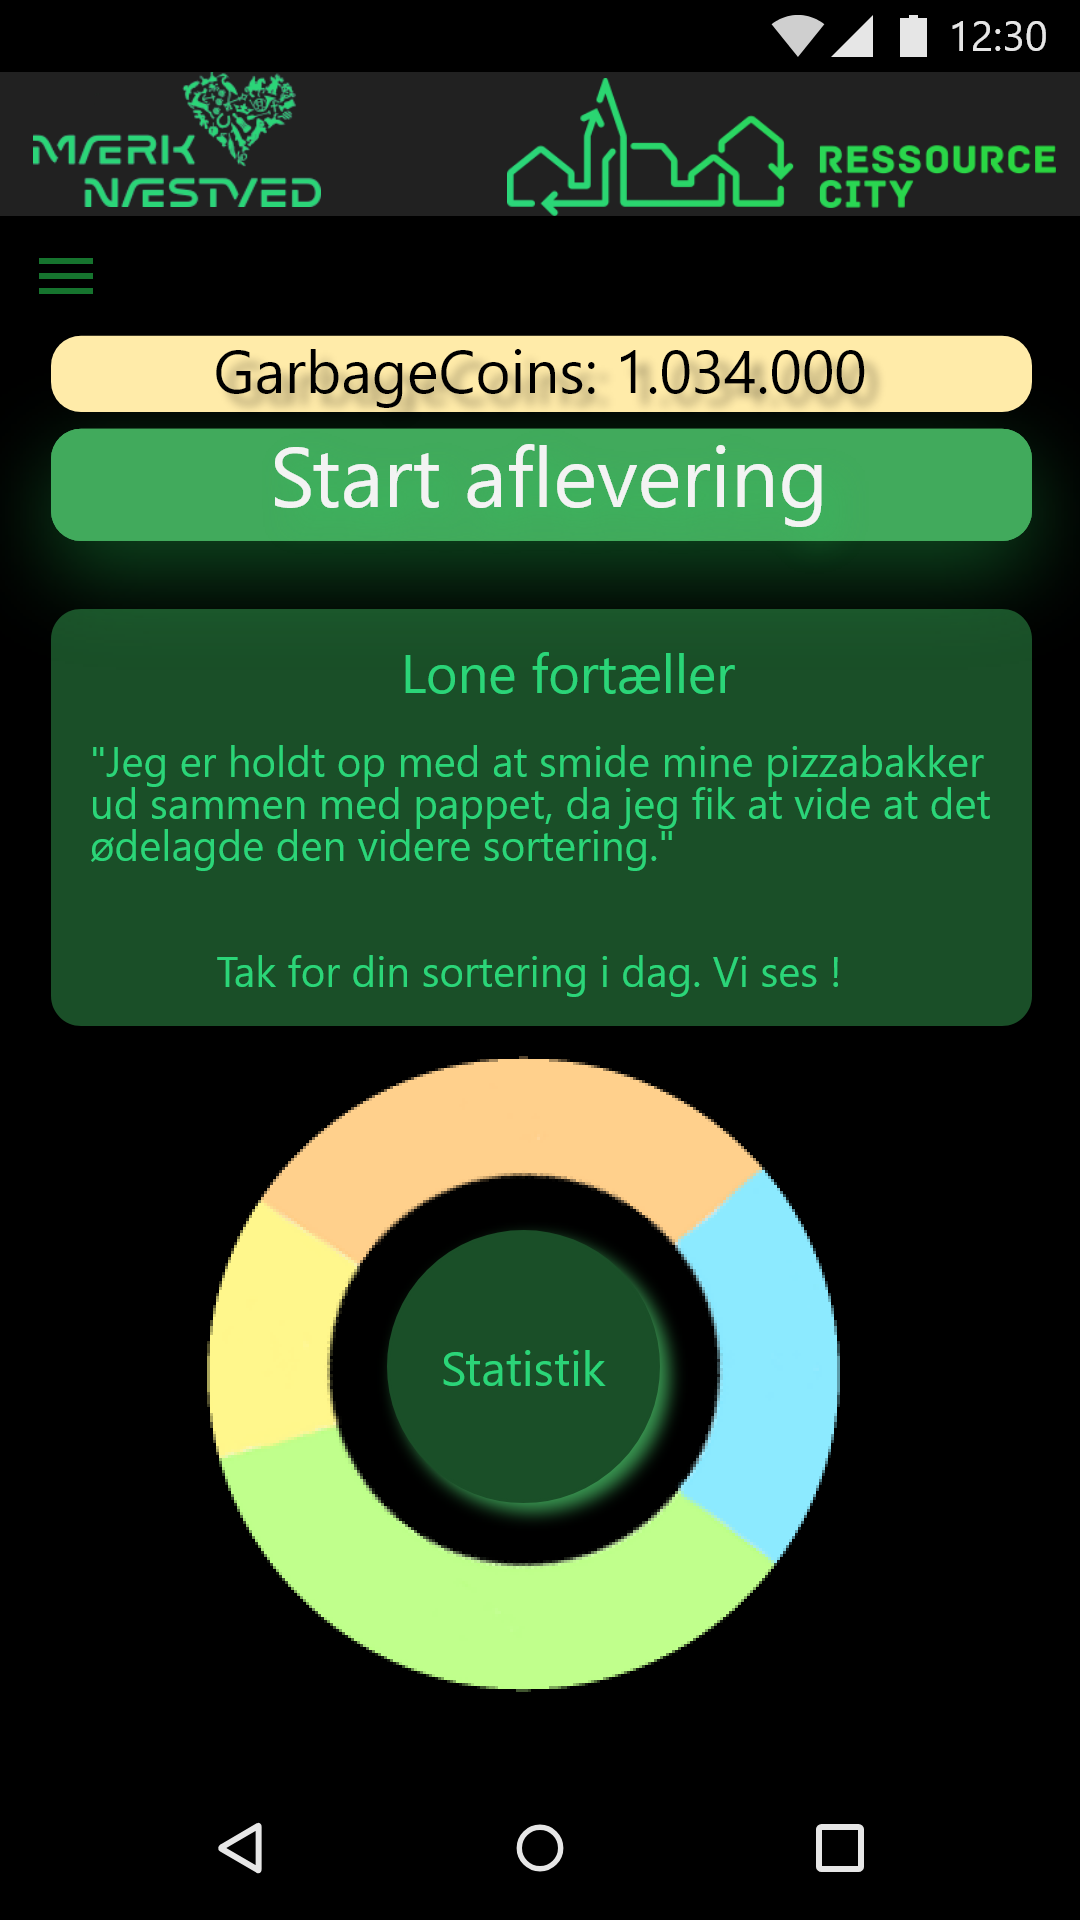 12:30
MÆRK
NÆSTVED
RESSOURCE
CITY
GarbageCoins: 1.034.000
Start aflevering
Lone fortæller
"Jeg er holdt op med at smide mine pizzabakker
ud sammen med pappet, da jeg fik at vide at det
ødelagde den videre sortering."
Tak for din sortering i dag. Vi ses !
Statistik